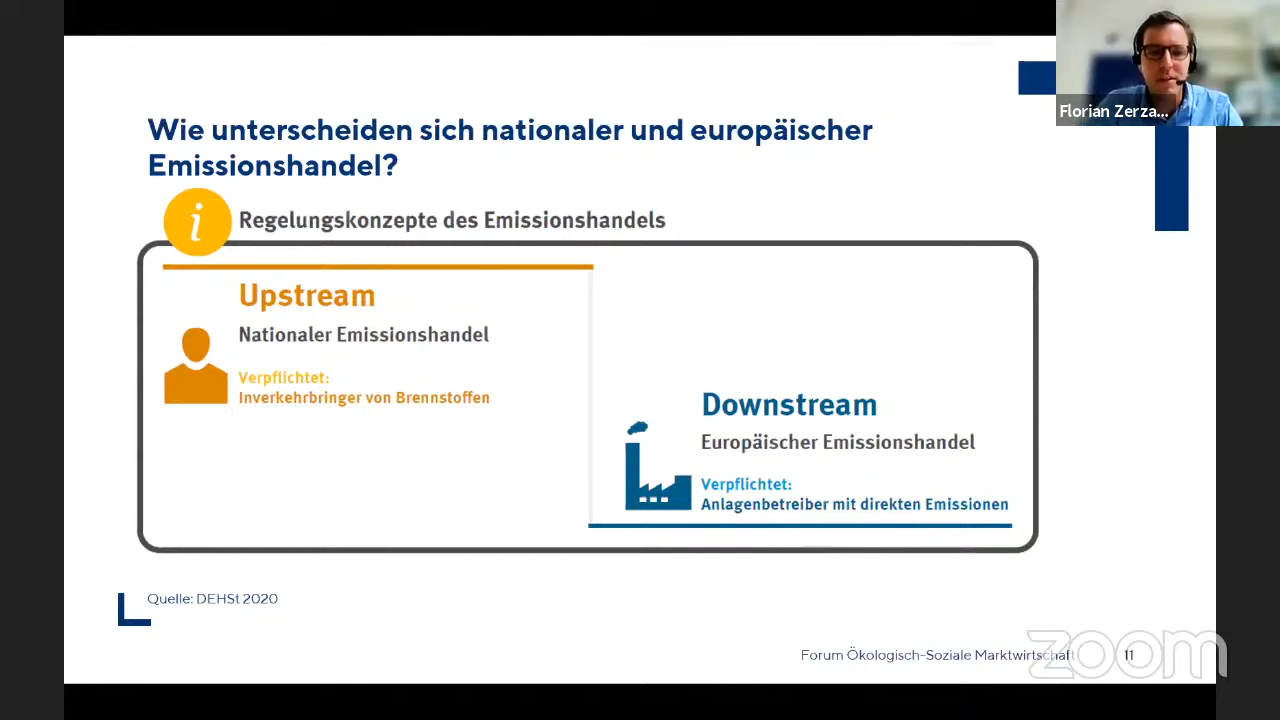 Florian Zerza...
Wie unterscheiden sich nationaler und europäischer
Emissionshandel?
i
Regelungskonzepte des Emissionshandels
Upstream
Nationaler Emissionshandel
Verpflichtet:
Inverkehrbringer von Brennstoffen
Downstream
Europäischer Emissionshandel
Verpflichtet:
Anlagenbetreiber mit direkten Emissionen
Quelle: DEHSt 2020
Forum Ökologisch-Soziale Marktwirtschaft
11
zoom